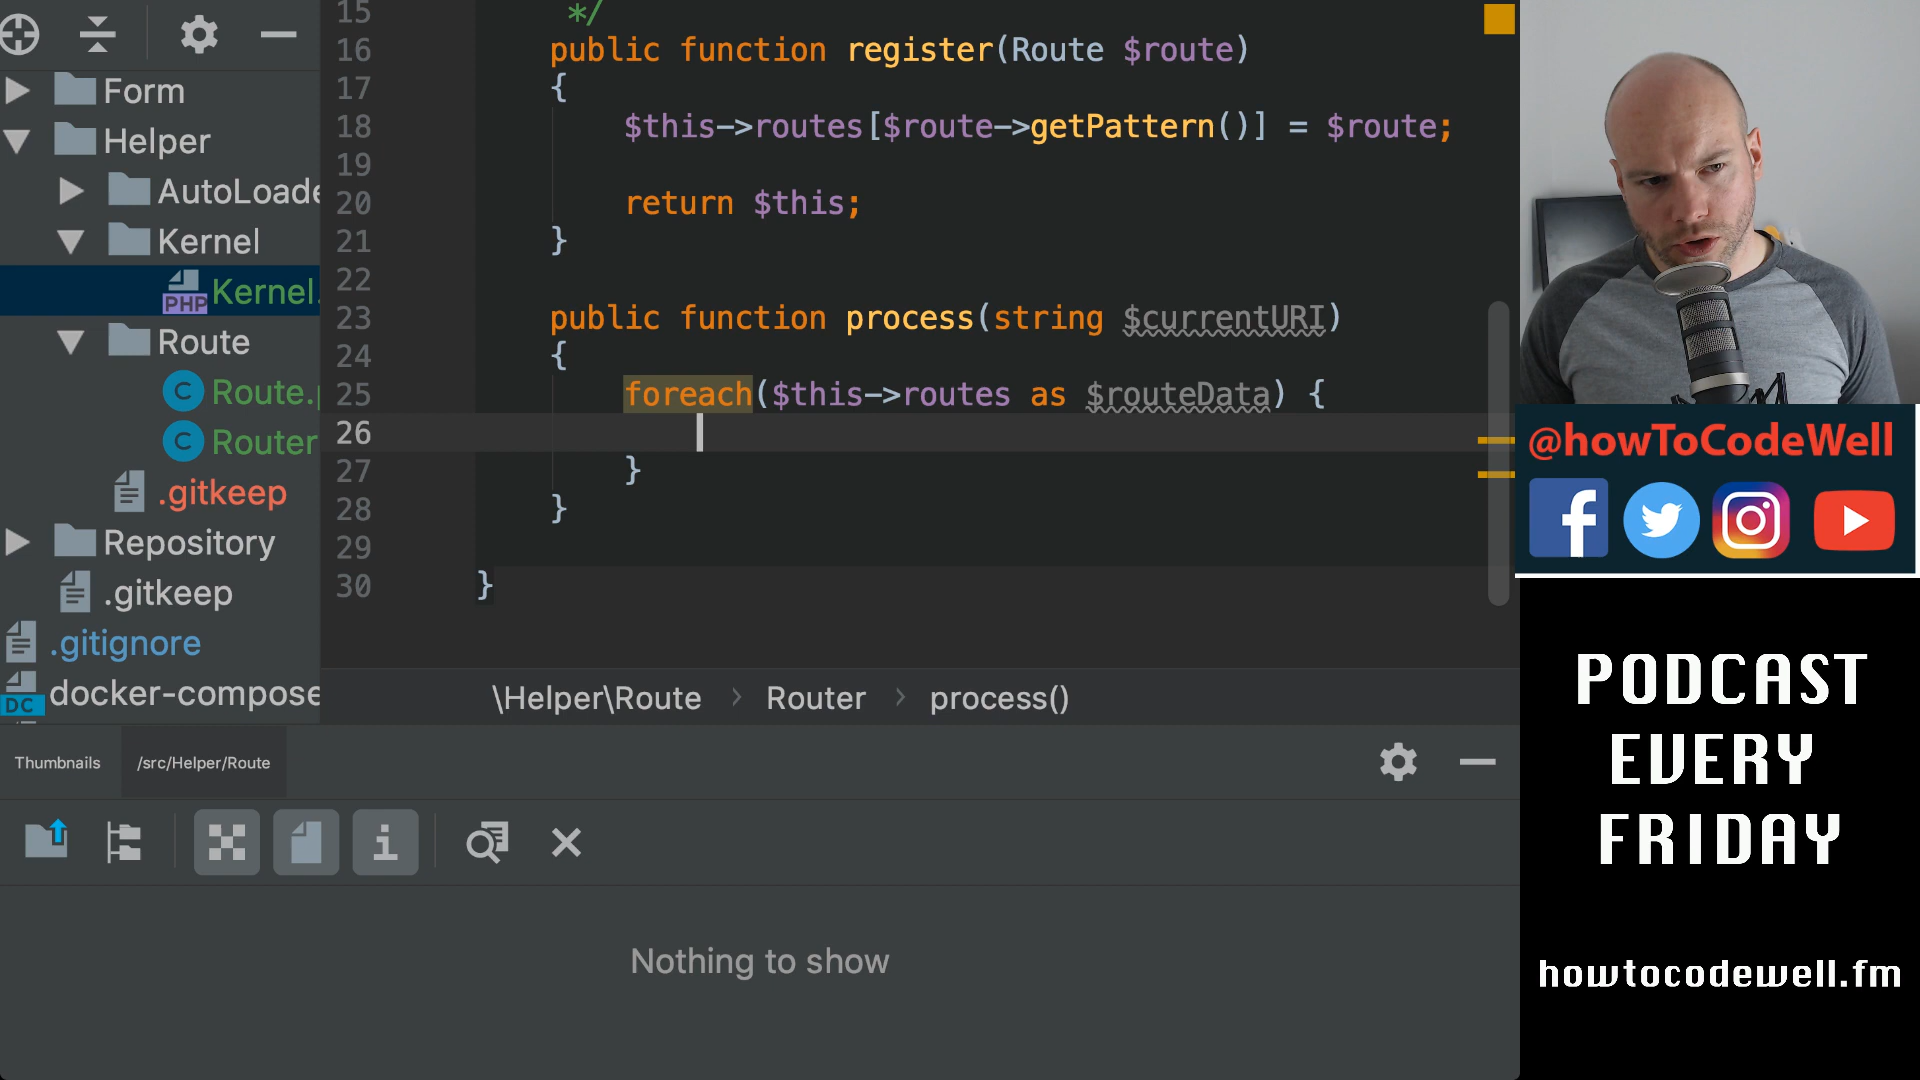 Form
Helper
AutoLoade
Kernel
PHP
Kernel.
Route
C
Route.p
C
Router
.gitkeep
Repository
.gitkeep
.gitignore
DC
docker-compose
15 */
16 public function register(Route $route)
17 {
18 $this->routes[$route->getPattern()] = $route;
19
20 return $this;
21 }
22
23 public function process(string $currentURI)
24 {
25 foreach($this->routes as $routeData) {
26
27 }
28 }
29
30 }
\Helper\Route > Router > process()
Thumbnails
/src/Helper/Route
Nothing to show
@howToCodeWell
PODCAST
EVERY
FRIDAY
howtocodewell.fm